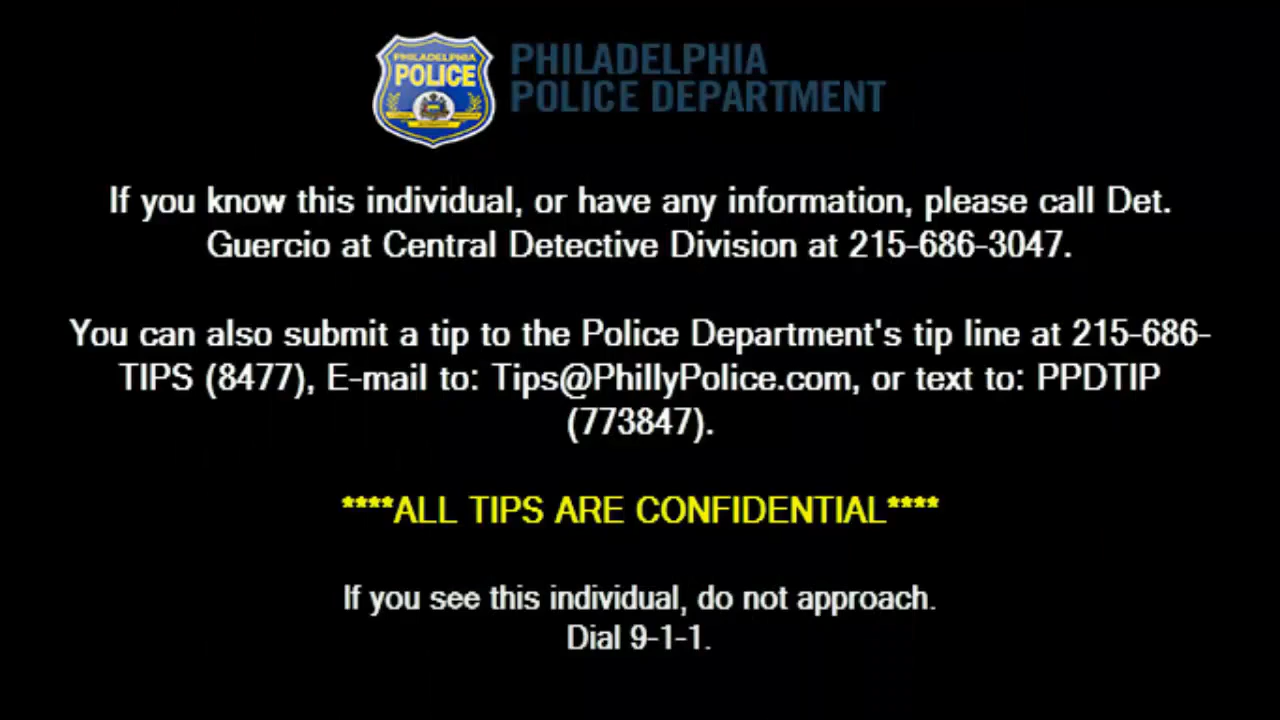 PHILADELPHIA
POLICE
PHILADELPHIA
POLICE DEPARTMENT
If you know this individual, or have any information, please call Det.
Guercio at Central Detective Division at 215-686-3047.
You can also submit a tip to the Police Department's tip line at 215-686-
TIPS (8477), E-mail to: Tips@PhillyPolice.com, or text to: PPDTIP
(773847).
****ALL TIPS ARE CONFIDENTIAL****
If you see this individual, do not approach.
Dial 9-1-1.